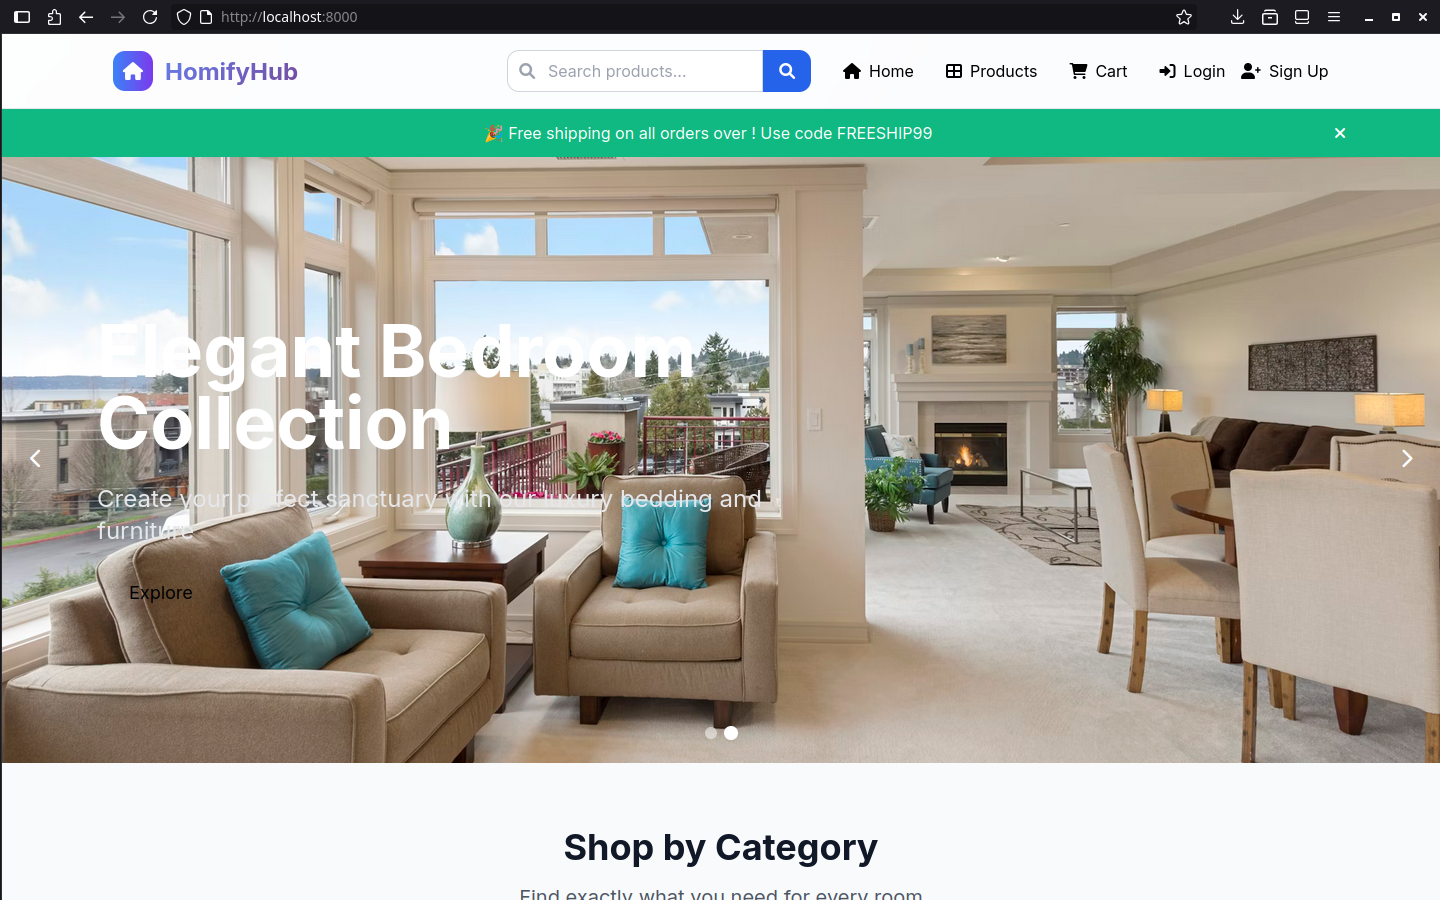 http://localhost:8000
HomifyHub
Search products...
Home
Products
Cart
Login
Sign Up
🎉 Free shipping on all orders over ! Use code FREESHIP99
Elegant Bedroom
Collection
Create your perfect sanctuary with our luxury bedding and
furniture
Explore
Shop by Category
Find exactly what you need for every room